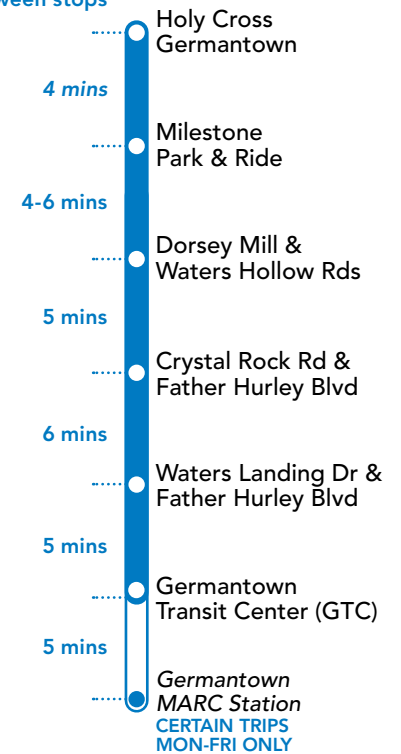 stops
Holy Cross
Germantown
4 mins
Milestone
Park & Ride
4-6 mins
Dorsey Mill &
Waters Hollow Rds
5 mins
Crystal Rock Rd &
Father Hurley Blvd
6 mins
Waters Landing Dr &
Father Hurley Blvd
5 mins
Germantown
Transit Center (GTC)
5 mins
Germantown
MARC Station
CERTAIN TRIPS
MON-FRI ONLY